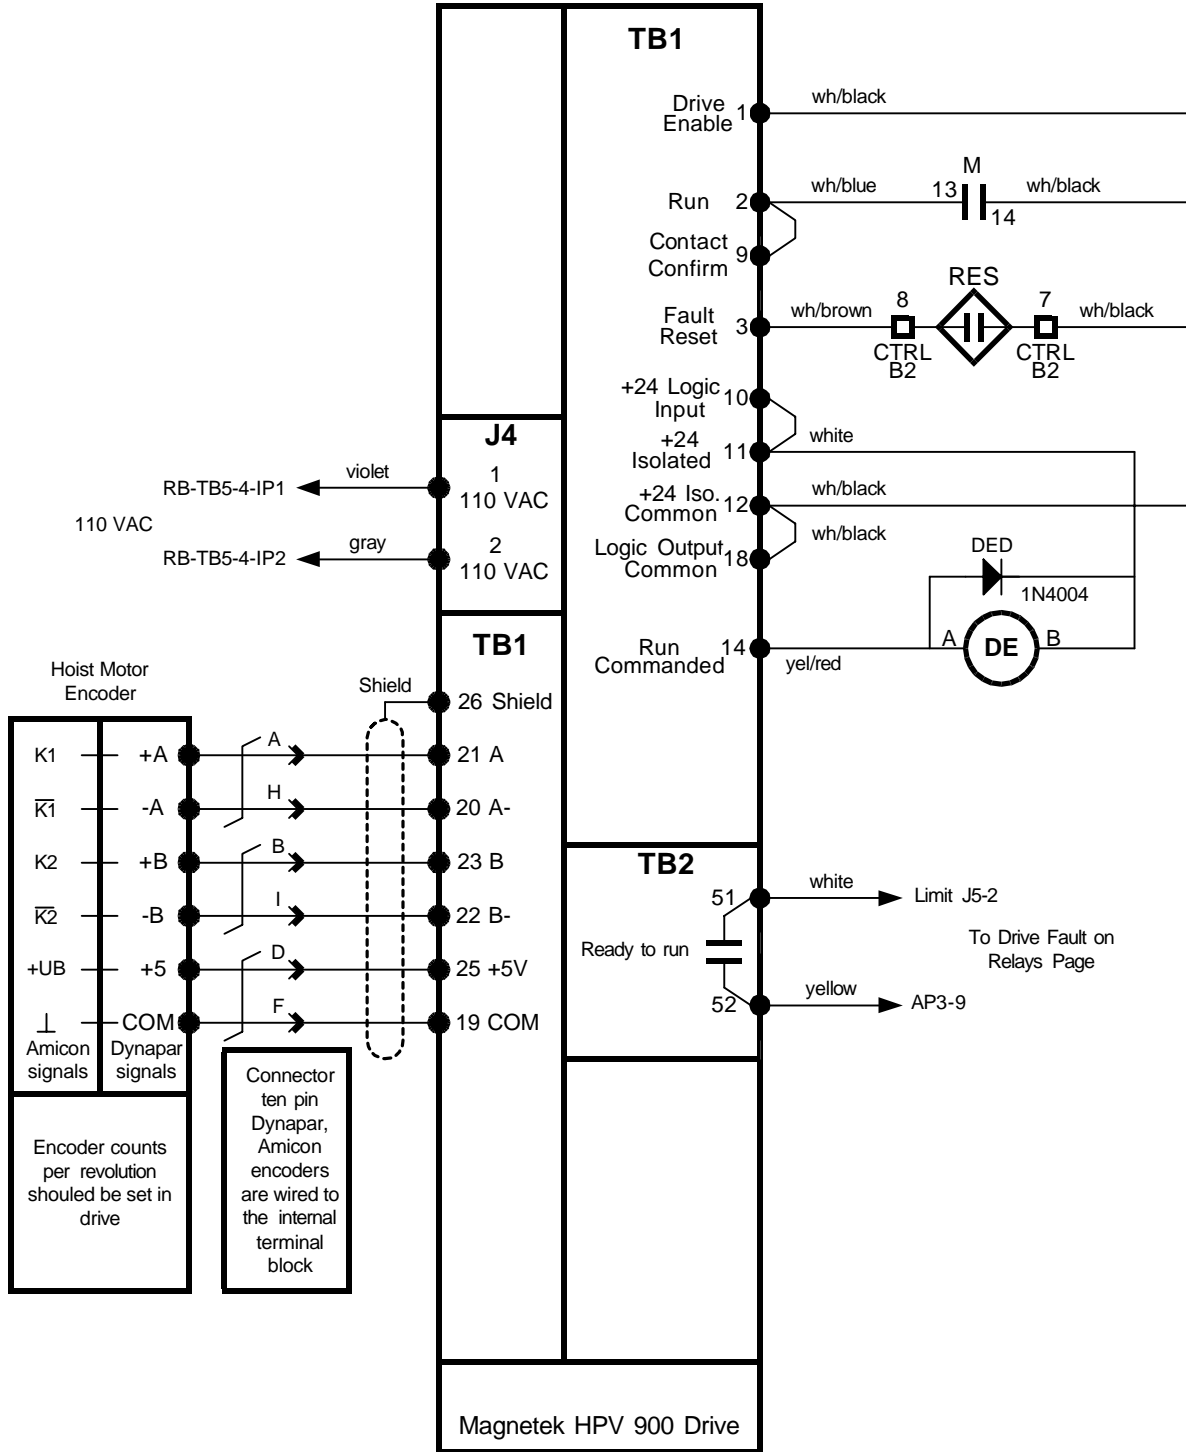 TB1
Drive
Enable
1
wh/black
Run
2
wh/blue
M
13
14
wh/black
Contact
Confirm
9
Fault
Reset
3
wh/brown
8
CTRL
B2
RES
7
CTRL
B2
wh/black
+24 Logic
Input
10
+24
Isolated
11
white
+24 Iso.
Common
12
wh/black
wh/black
Logic Output
Common
18
DED
1N4004
Run
Commanded
14
yel/red
A
DE
B
J4
1
110 VAC
2
110 VAC
violet
RB-TB5-4-IP1
110 VAC
gray
RB-TB5-4-IP2
TB1
Hoist Motor
Encoder
Shield
26 Shield
K1
+A
A
21 A
K1
-A
H
20 A-
K2
+B
B
23 B
K2
-B
I
22 B-
+UB
+5
D
25 +5V
⊥
COM
F
19 COM
Amicon
signals
Dynapar
signals
Encoder counts
per revolution
shouled be set in
drive
Connector
ten pin
Dynapar,
Amicon
encoders
are wired to
the internal
terminal
block
TB2
51
white
Limit J5-2
Ready to run
To Drive Fault on
Relays Page
52
yellow
AP3-9
Magnetek HPV 900 Drive